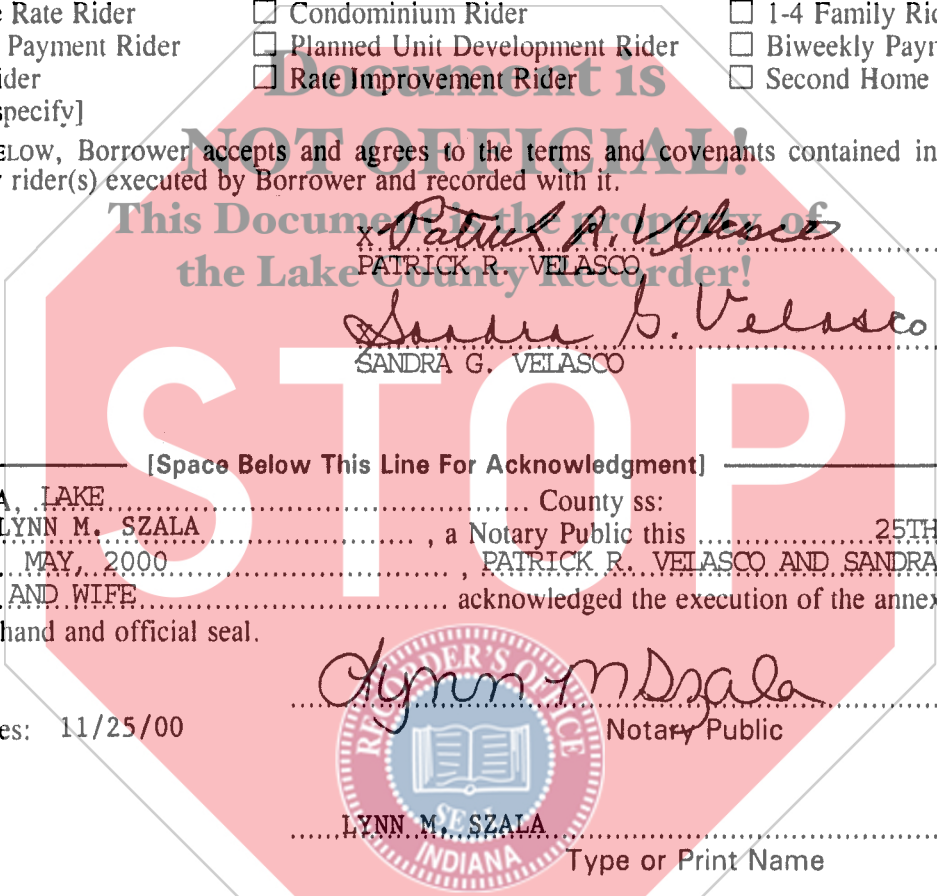 e Rate Rider ☐ Condominium Rider ☐ 1-4 Family Rid
Payment Rider ☐ Planned Unit Development Rider ☐ Biweekly Paym
ider ☐ Rate Improvement Rider ☐ Second Home
specify]
Document is
NOT OFFICIAL!
This Document is the property of
the Lake County Recorder!
ELOW, Borrower accepts and agrees to the terms and covenants contained in
r rider(s) executed by Borrower and recorded with it.
x Patrick R. Velasco
PATRICK R. VELASCO
x Sandra G. Velasco
SANDRA G. VELASCO
STOP
[Space Below This Line For Acknowledgment]
A, LAKE County ss:
LYNN M. SZALA , a Notary Public this 25TH
MAY, 2000 , PATRICK R. VELASCO AND SANDRA
AND WIFE acknowledged the execution of the annex
hand and official seal.
Lynn M Szala
es: 11/25/00 Notary Public
RECORDER'S OFFICE
SEAL
INDIANA
LYNN M. SZALA
Type or Print Name